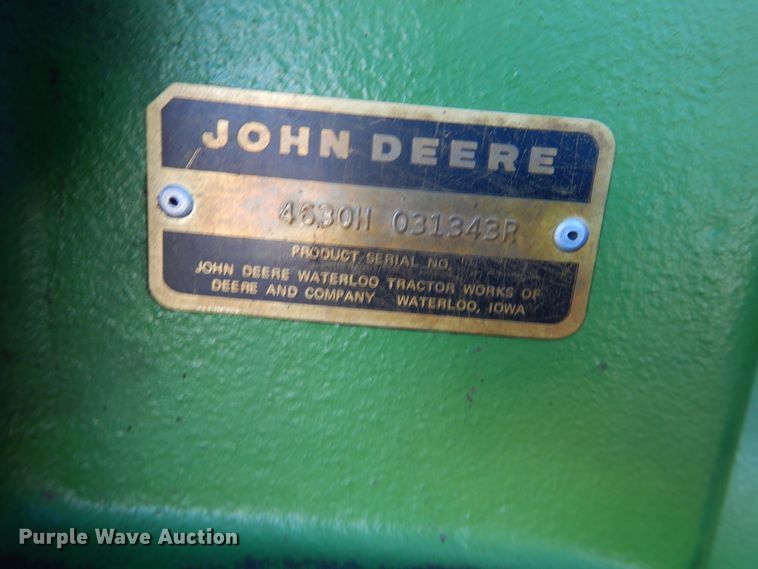 JOHN DEERE
4630H 031343R
PRODUCT SERIAL NO.
JOHN DEERE WATERLOO TRACTOR WORKS OF
DEERE AND COMPANY WATERLOO, IOWA
Purple Wave Auction